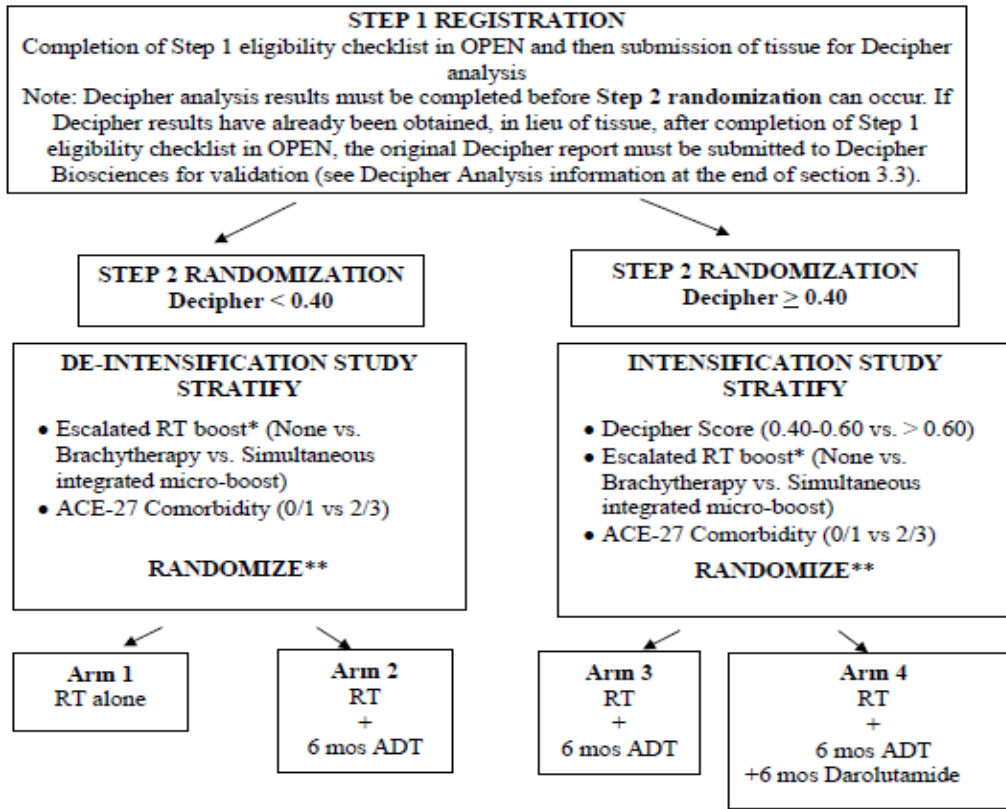 STEP 1 REGISTRATION
Completion of Step 1 eligibility checklist in OPEN and then submission of tissue for Decipher
analysis
Note: Decipher analysis results must be completed before Step 2 randomization can occur. If
Decipher results have already been obtained, in lieu of tissue, after completion of Step 1
eligibility checklist in OPEN, the original Decipher report must be submitted to Decipher
Biosciences for validation (see Decipher Analysis information at the end of section 3.3).
STEP 2 RANDOMIZATION
Decipher < 0.40
STEP 2 RANDOMIZATION
Decipher ≥ 0.40
DE-INTENSIFICATION STUDY
STRATIFY
• Escalated RT boost* (None vs.
Brachytherapy vs. Simultaneous
integrated micro-boost)
• ACE-27 Comorbidity (0/1 vs 2/3)
RANDOMIZE**
INTENSIFICATION STUDY
STRATIFY
• Decipher Score (0.40-0.60 vs. > 0.60)
• Escalated RT boost* (None vs.
Brachytherapy vs. Simultaneous
integrated micro-boost)
• ACE-27 Comorbidity (0/1 vs 2/3)
RANDOMIZE**
Arm 1
RT alone
Arm 2
RT
+
6 mos ADT
Arm 3
RT
+
6 mos ADT
Arm 4
RT
+
6 mos ADT
+6 mos Darolutamide